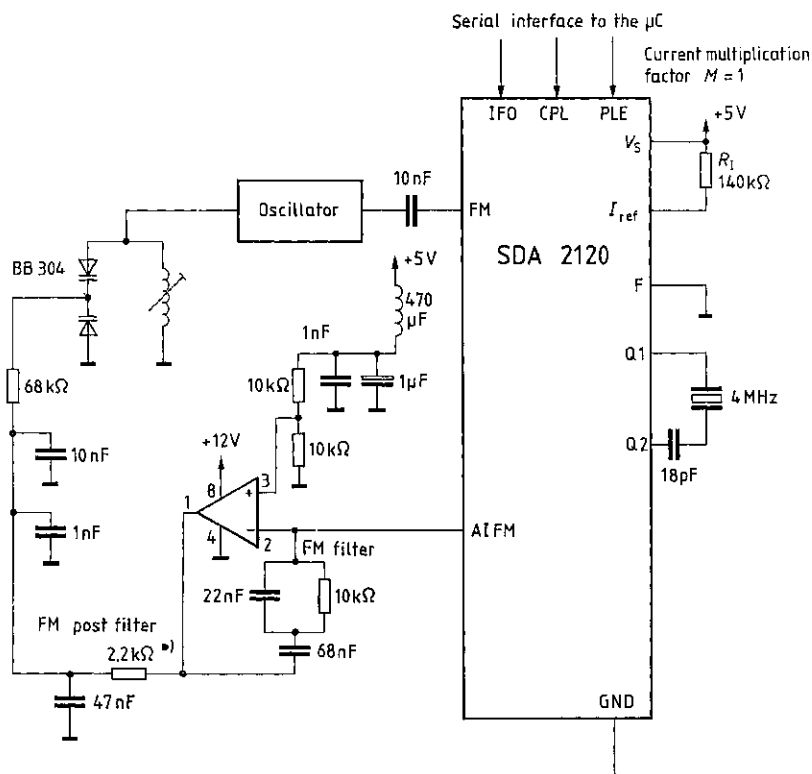 Serial interface to the µC
Current multiplication
factor M = 1
IFO CPL PLE
+5V
VS
RI
140kΩ
10nF
Oscillator
FM
Iref
SDA 2120
BB 304
+5V
470
µF
F
1nF
10kΩ
1µF
Q1
68kΩ
4MHz
+12V
10kΩ
Q2
10nF
18pF
8
3
1
+
1nF
4
−
2
AIFM
FM filter
22nF
10kΩ
FM post filter
2,2kΩ
68nF
47nF
GND